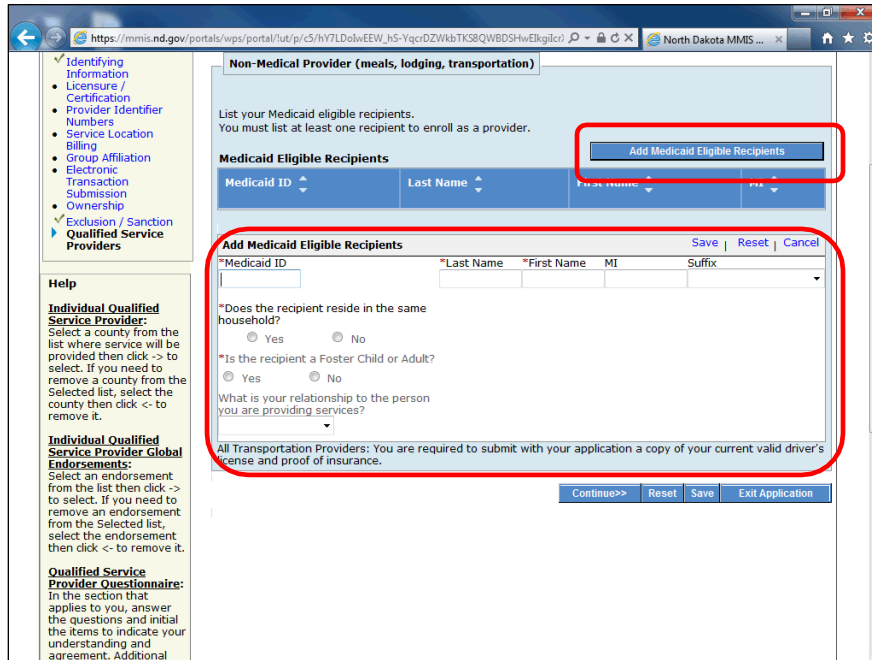 https://mmis.nd.gov/portals/wps/portal/!ut/p/c5/
North Dakota MMIS ...
Identifying
Information
Licensure /
Certification
Provider Identifier
Numbers
Service Location
Billing
Group Affiliation
Electronic
Transaction
Submission
Ownership
Exclusion / Sanction
Qualified Service
Providers
Help
Individual Qualified
Service Provider:
Select a county from the
list where service will be
provided then click -> to
select. If you need to
remove a county from the
Selected list, select the
county then click <- to
remove it.
Individual Qualified
Service Provider Global
Endorsements:
Select an endorsement
from the list then click ->
to select. If you need to
remove an endorsement
from the Selected list,
select the endorsement
then click <- to remove it.
Qualified Service
Provider Questionnaire:
In the section that
applies to you, answer
the questions and initial
the items to indicate your
understanding and
agreement. Additional
Non-Medical Provider (meals, lodging, transportation)
List your Medicaid eligible recipients.
You must list at least one recipient to enroll as a provider.
Add Medicaid Eligible Recipients
Medicaid Eligible Recipients
Medicaid ID Last Name First Name MI
Add Medicaid Eligible Recipients Save | Reset | Cancel
*Medicaid ID *Last Name *First Name MI Suffix
*Does the recipient reside in the same
household?
Yes No
*Is the recipient a Foster Child or Adult?
Yes No
What is your relationship to the person
you are providing services?
All Transportation Providers: You are required to submit with your application a copy of your current valid driver's
license and proof of insurance.
Continue>> Reset Save Exit Application